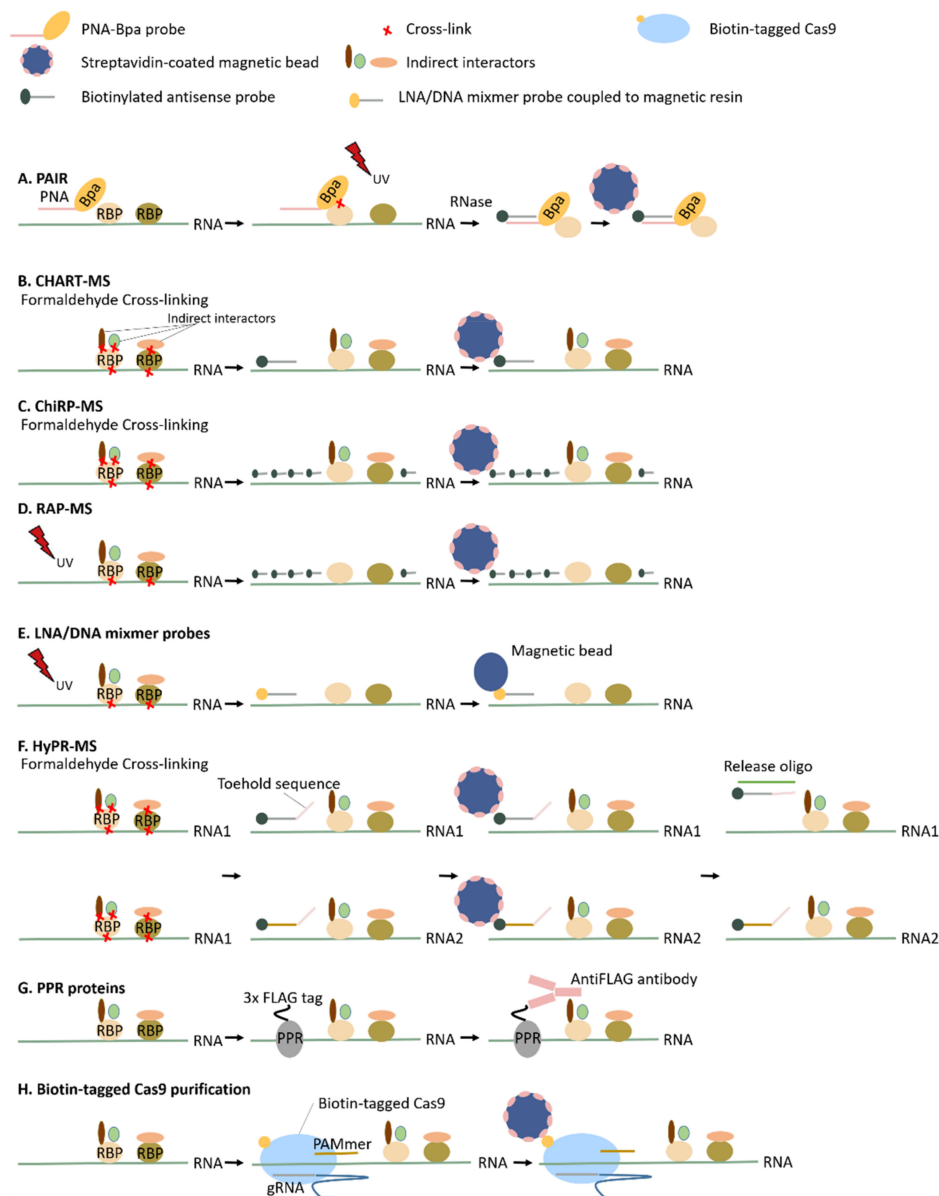 PNA-Bpa probe
Cross-link
Biotin-tagged Cas9
Streptavidin-coated magnetic bead
Indirect interactors
Biotinylated antisense probe
LNA/DNA mixmer probe coupled to magnetic resin
A. PAIR
PNA
Bpa
RBP
RBP
RNA
Bpa
UV
RNA
RNase
Bpa
Bpa
B. CHART-MS
Formaldehyde Cross-linking
Indirect interactors
RBP
RBP
RNA
RNA
RNA
C. ChiRP-MS
Formaldehyde Cross-linking
RBP
RBP
RNA
RNA
RNA
D. RAP-MS
UV
RBP
RBP
RNA
RNA
RNA
E. LNA/DNA mixmer probes
UV
RBP
RBP
RNA
RNA
Magnetic bead
RNA
F. HyPR-MS
Formaldehyde Cross-linking
RBP
RBP
RNA1
Toehold sequence
RNA1
RNA1
Release oligo
RNA1
RBP
RBP
RNA1
RNA2
RNA2
RNA2
G. PPR proteins
RBP
RBP
RNA
3x FLAG tag
PPR
RNA
AntiFLAG antibody
PPR
RNA
H. Biotin-tagged Cas9 purification
RBP
RBP
RNA
Biotin-tagged Cas9
PAMmer
gRNA
RNA
RNA